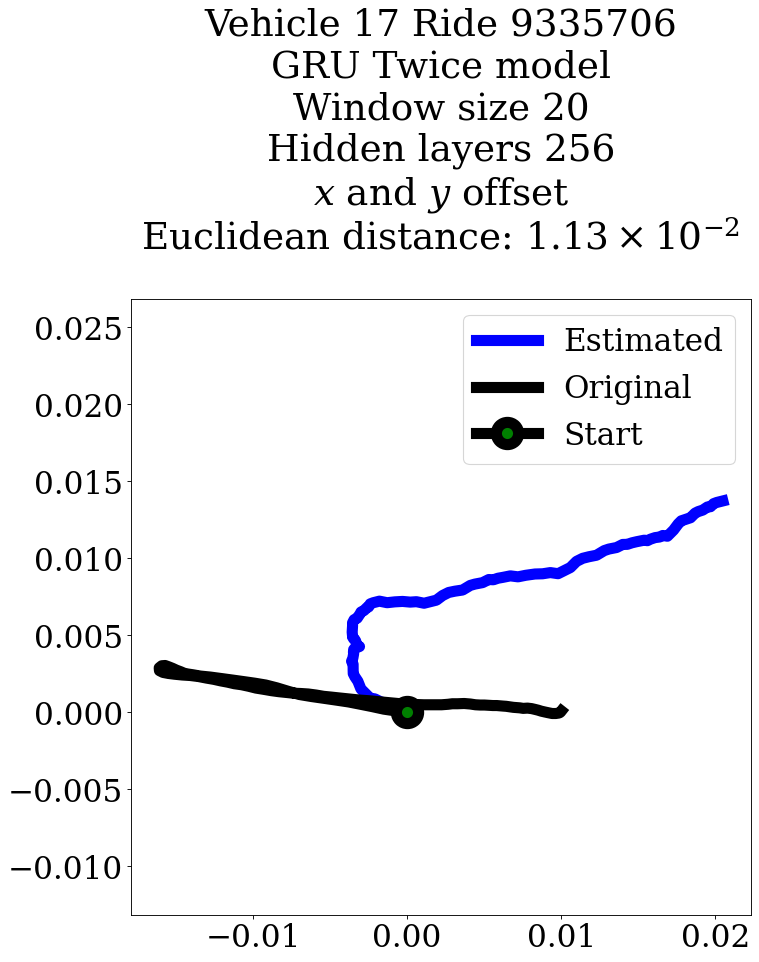 Vehicle 17 Ride 9335706
GRU Twice model
Window size 20
Hidden layers 256
x and y offset
Euclidean distance: 1.13 × 10⁻²
Estimated
Original
Start
0.025
0.020
0.015
0.010
0.005
0.000
−0.005
−0.010
−0.01 0.00 0.01 0.02